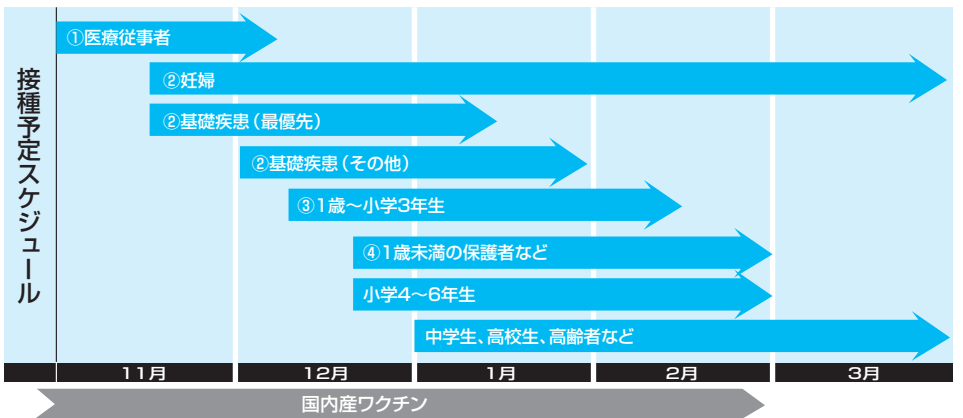 接種予定スケジュール
①医療従事者
②妊婦
②基礎疾患(最優先)
②基礎疾患(その他)
③1歳〜小学3年生
④1歳未満の保護者など
小学4〜6年生
中学生、高校生、高齢者など
11月 12月 1月 2月 3月
国内産ワクチン